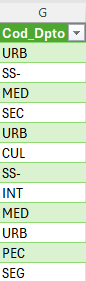 G
Cod_Dpto
URB
SS-
MED
SEC
URB
CUL
SS-
INT
MED
URB
PEC
SEG